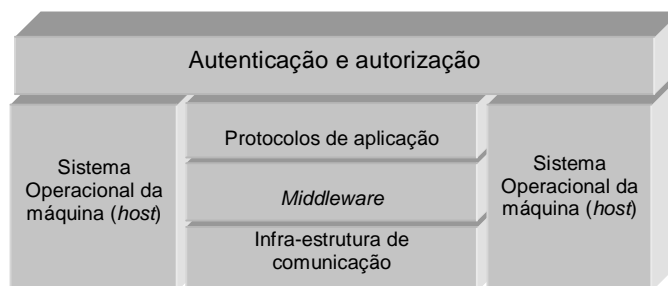 Autenticação e autorização
Sistema
Operacional da
máquina (host)
Protocolos de aplicação
Middleware
Infra-estrutura de
comunicação
Sistema
Operacional da
máquina (host)